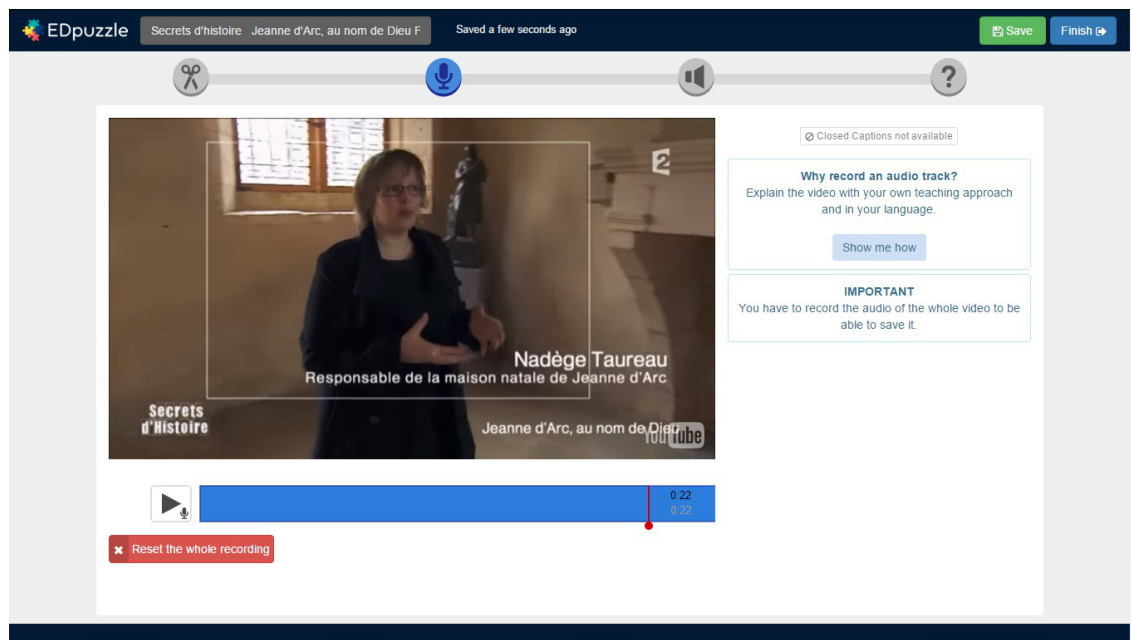 EDpuzzle
Secrets d'histoire Jeanne d'Arc, au nom de Dieu F
Saved a few seconds ago
Save
Finish
?
Closed Captions not available
2
Why record an audio track?
Explain the video with your own teaching approach
and in your language.
Show me how
IMPORTANT
You have to record the audio of the whole video to be
able to save it.
Nadège Taureau
Responsable de la maison natale de Jeanne d'Arc
Secrets
d'Histoire
Jeanne d'Arc, au nom de Dieu
YouTube
0:22
0:22
Reset the whole recording